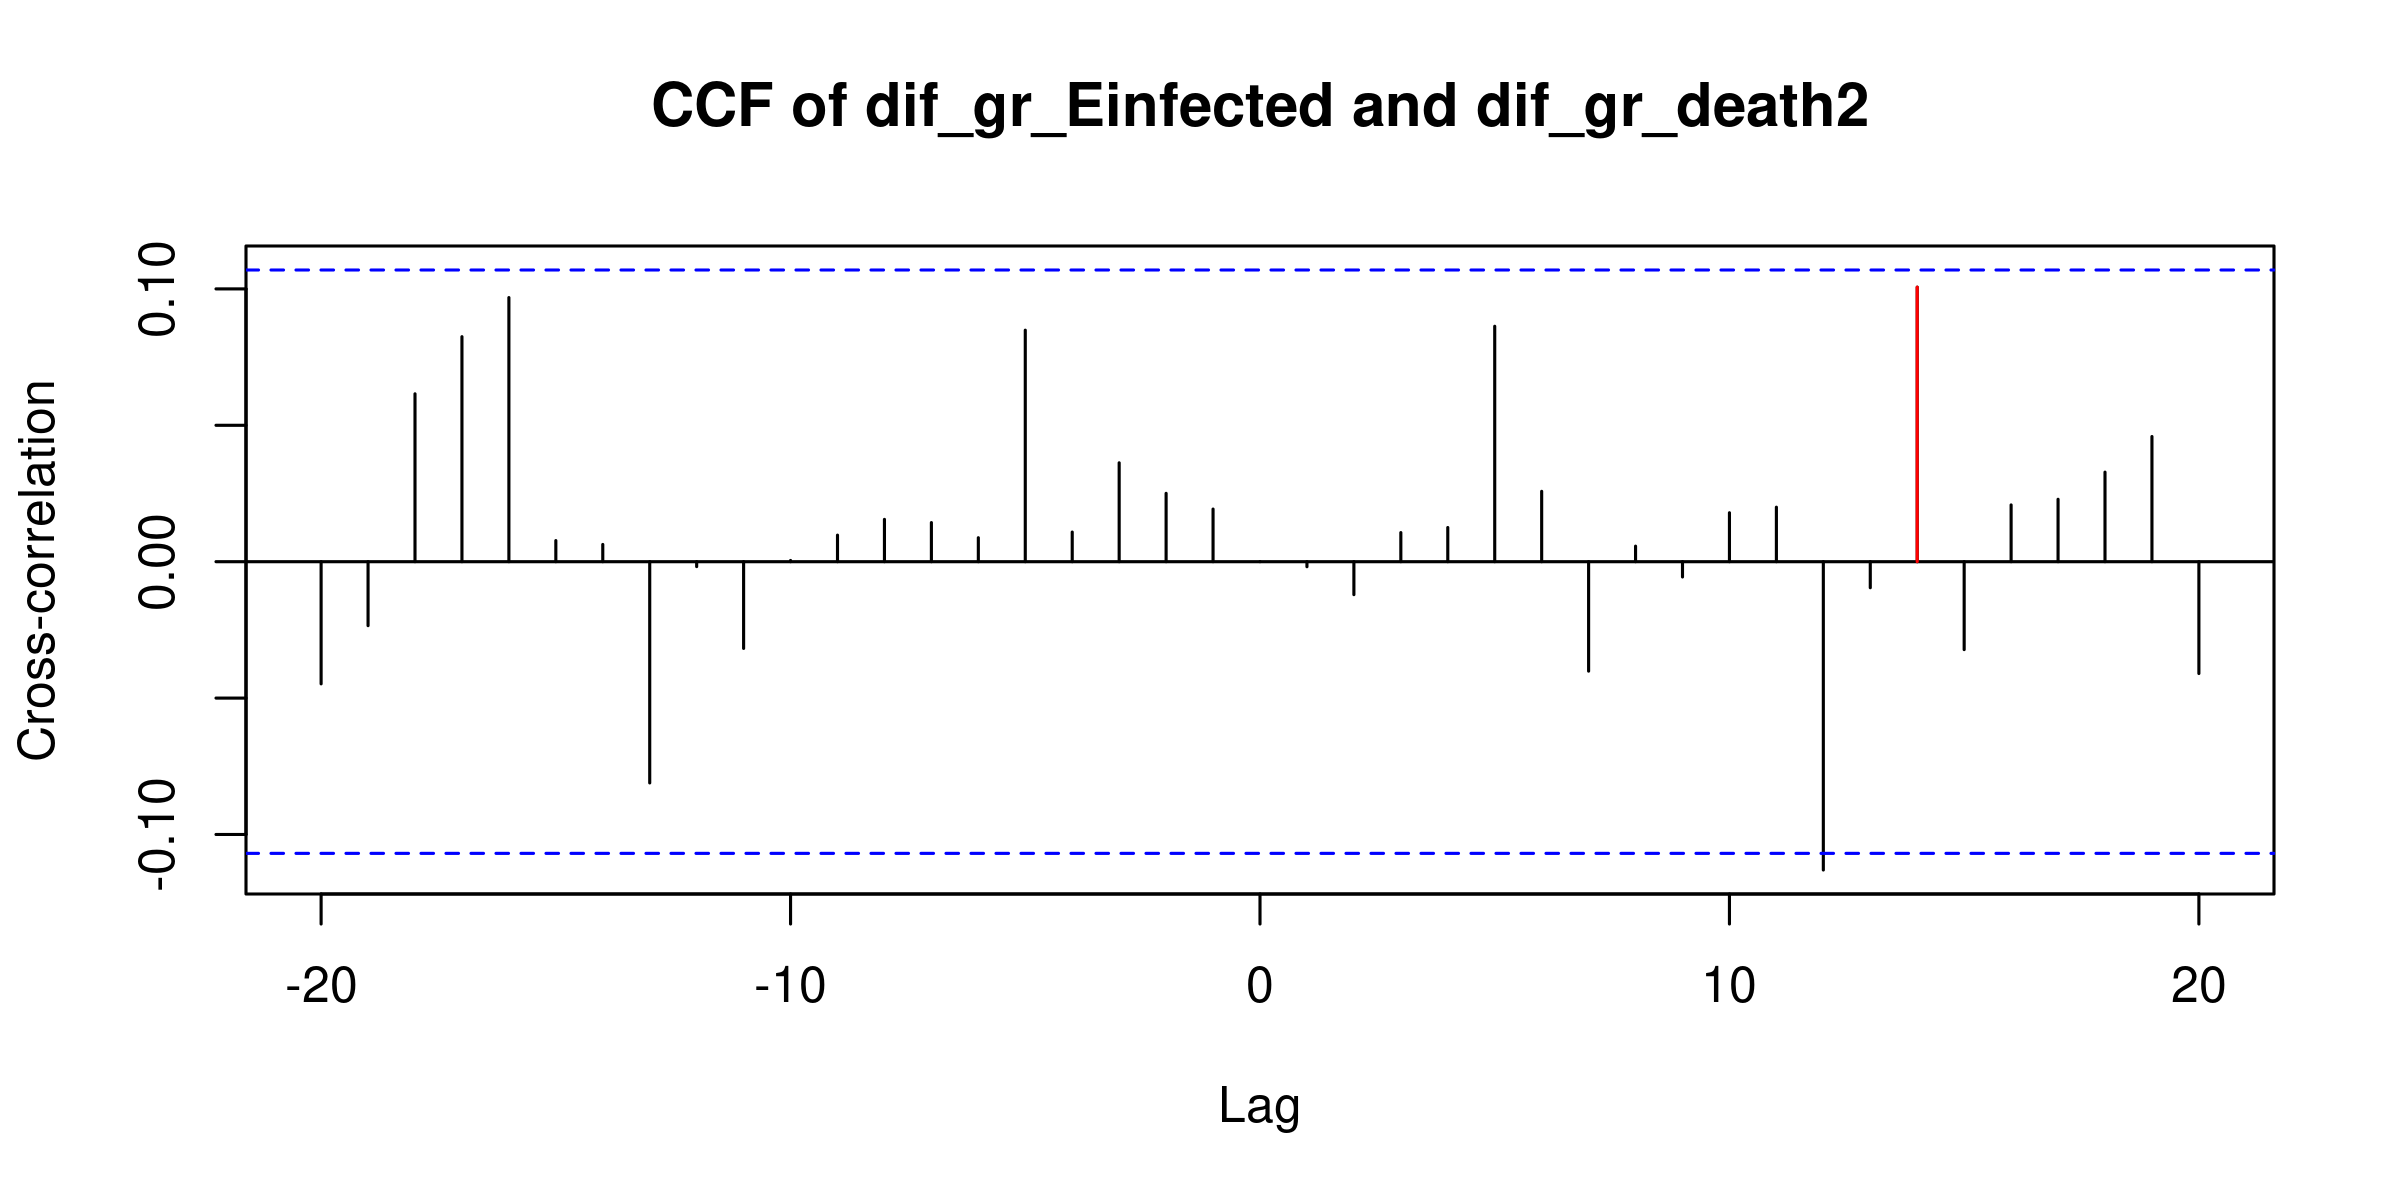 CCF of dif_gr_Einfected and dif_gr_death2
Cross-correlation
0.10
0.00
-0.10
-20 -10 0 10 20
Lag